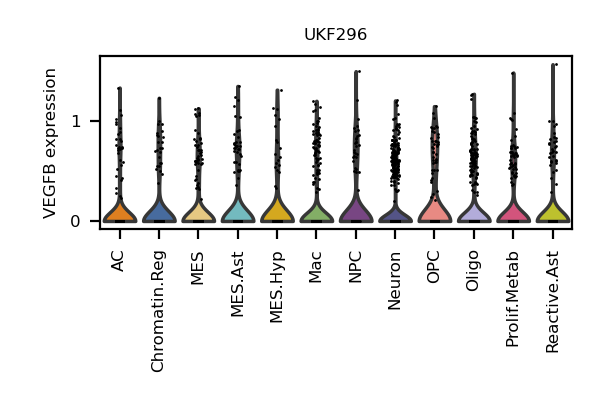 UKF296
VEGFB expression
1
0
AC
Chromatin.Reg
MES
MES.Ast
MES.Hyp
Mac
NPC
Neuron
OPC
Oligo
Prolif.Metab
Reactive.Ast